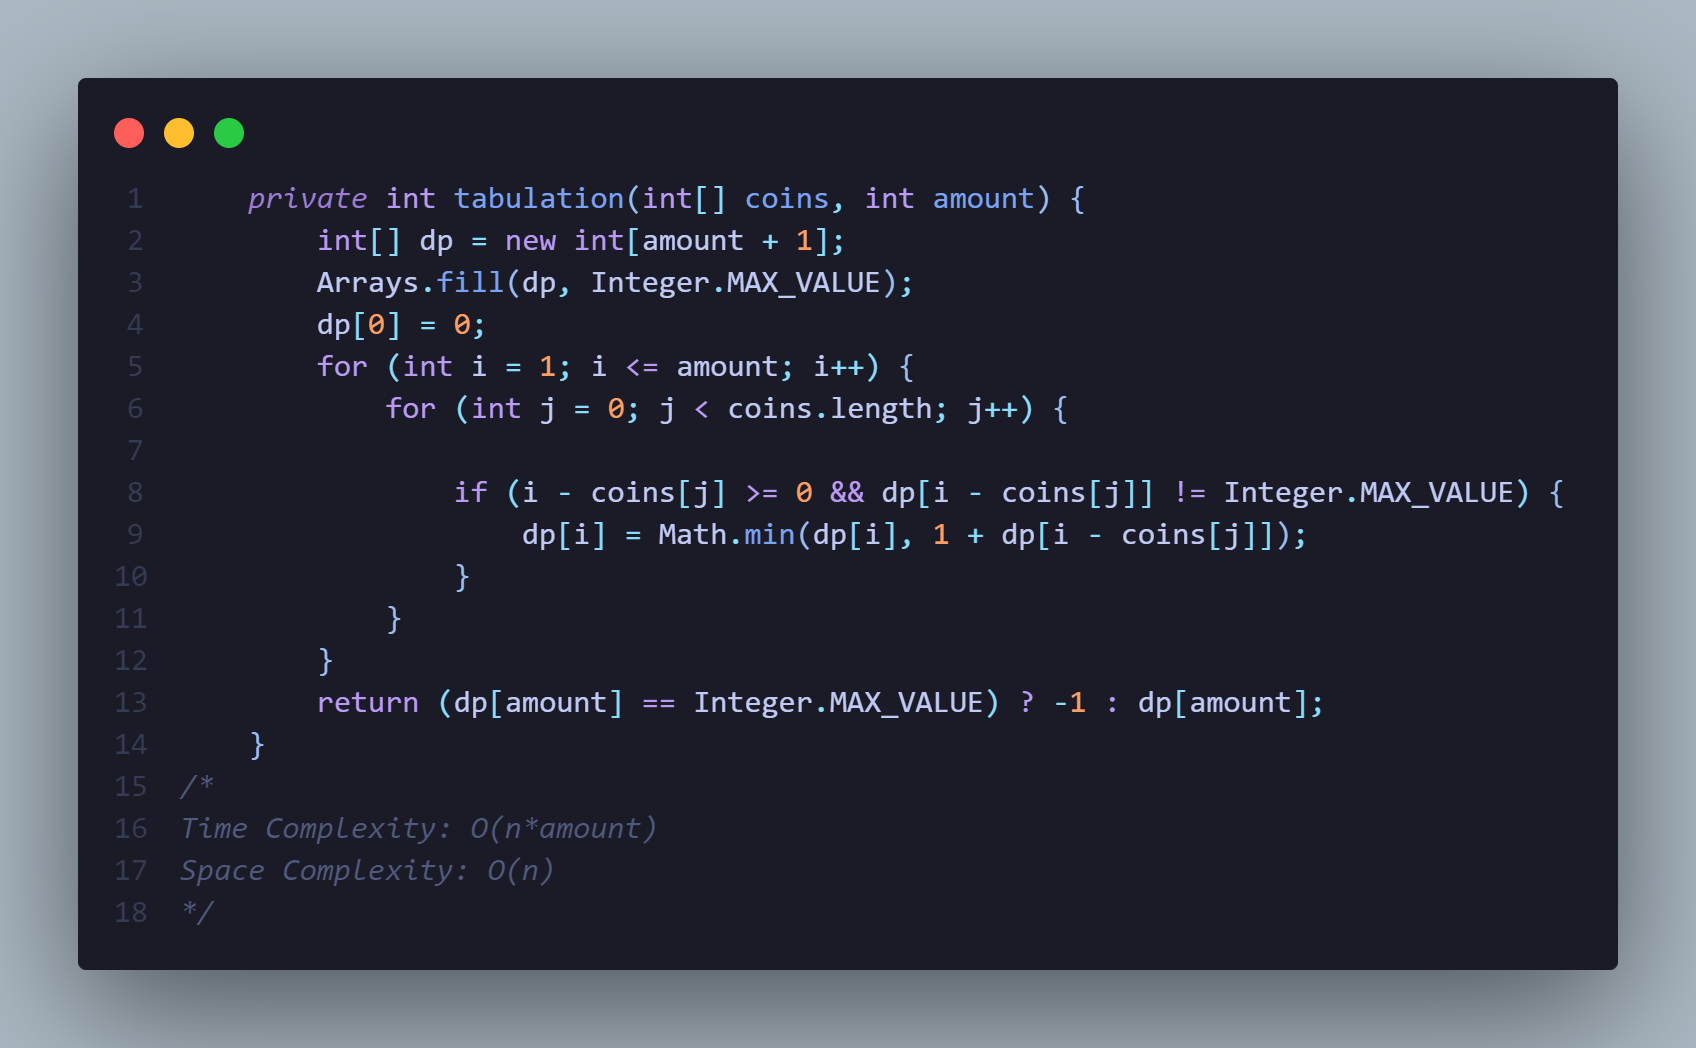 1 private int tabulation(int[] coins, int amount) {
2 int[] dp = new int[amount + 1];
3 Arrays.fill(dp, Integer.MAX_VALUE);
4 dp[0] = 0;
5 for (int i = 1; i <= amount; i++) {
6 for (int j = 0; j < coins.length; j++) {
7
8 if (i - coins[j] >= 0 && dp[i - coins[j]] != Integer.MAX_VALUE) {
9 dp[i] = Math.min(dp[i], 1 + dp[i - coins[j]]);
10 }
11 }
12 }
13 return (dp[amount] == Integer.MAX_VALUE) ? -1 : dp[amount];
14 }
15 /*
16 Time Complexity: O(n*amount)
17 Space Complexity: O(n)
18 */